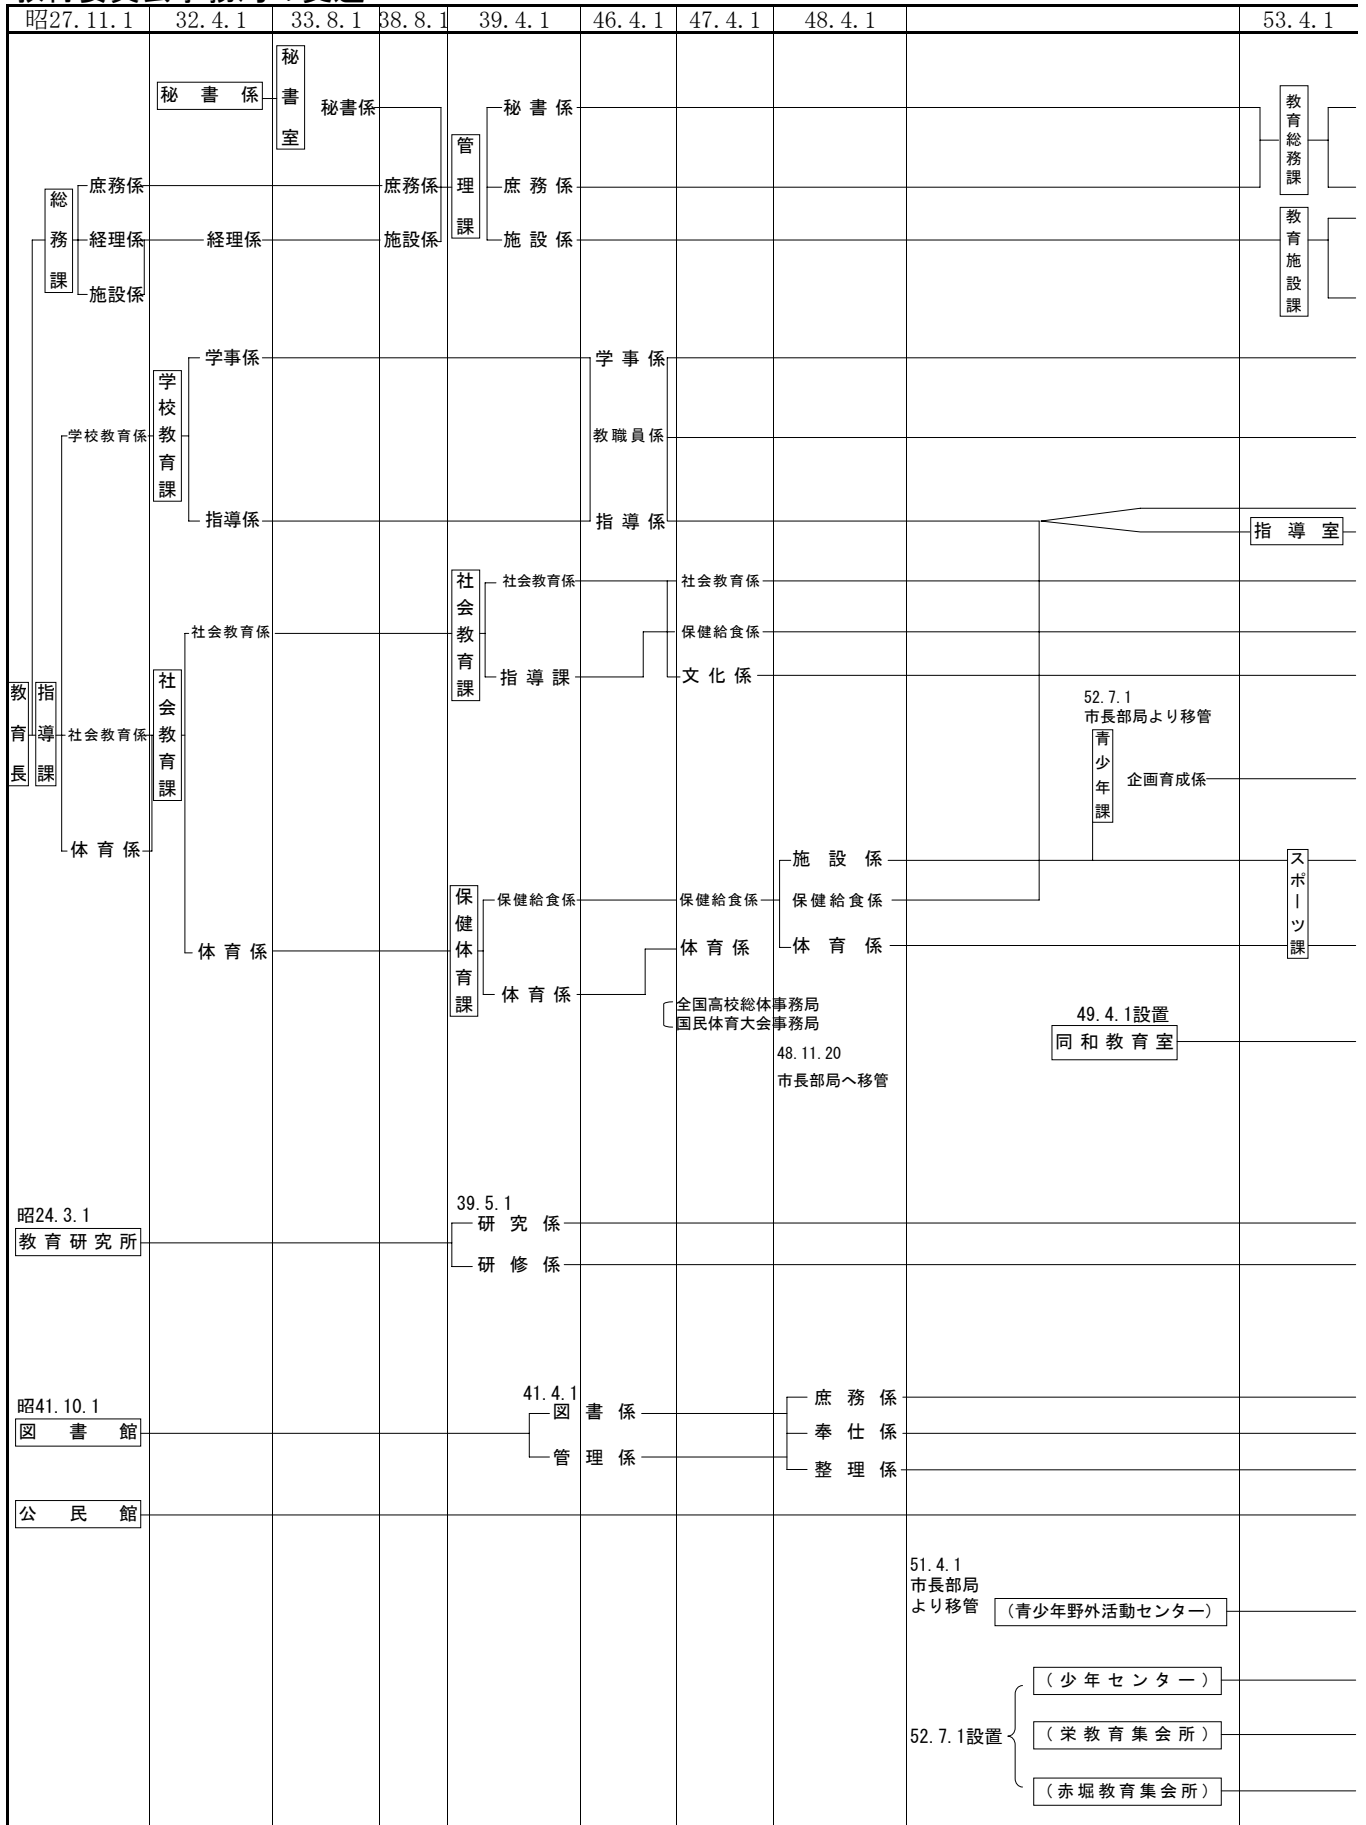 昭27.11.1 32.4.1 33.8.1 38.8.1 39.4.1 46.4.1 47.4.1 48.4.1 53.4.1
秘書室
秘書係
秘書係
秘書係
管理課
教育総務課
総務課
庶務係
庶務係
庶務係
経理係
経理係
施設係
施設係
教育施設課
施設係
学校教育課
学事係
学事係
学校教育係
教職員係
指導係
指導係
指導室
社会教育課
社会教育係
社会教育係
社会教育係
保健給食係
指導課
文化係
教育長
指導課
社会教育係
社会教育課
52.7.1
市長部局より移管
青少年課
企画育成係
体育係
施設係
スポーツ課
保健体育課
保健給食係
保健給食係
保健給食係
体育係
体育係
体育係
体育係
全国高校総体事務局
国民体育大会事務局
48.11.20
市長部局へ移管
49.4.1設置
同和教育室
昭24.3.1
教育研究所
39.5.1
研究係
研修係
昭41.10.1
図書館
41.4.1
図書係
管理係
庶務係
奉仕係
整理係
公民館
51.4.1
市長部局
より移管
(青少年野外活動センター)
52.7.1設置
(少年センター)
(栄教育集会所)
(赤堀教育集会所)